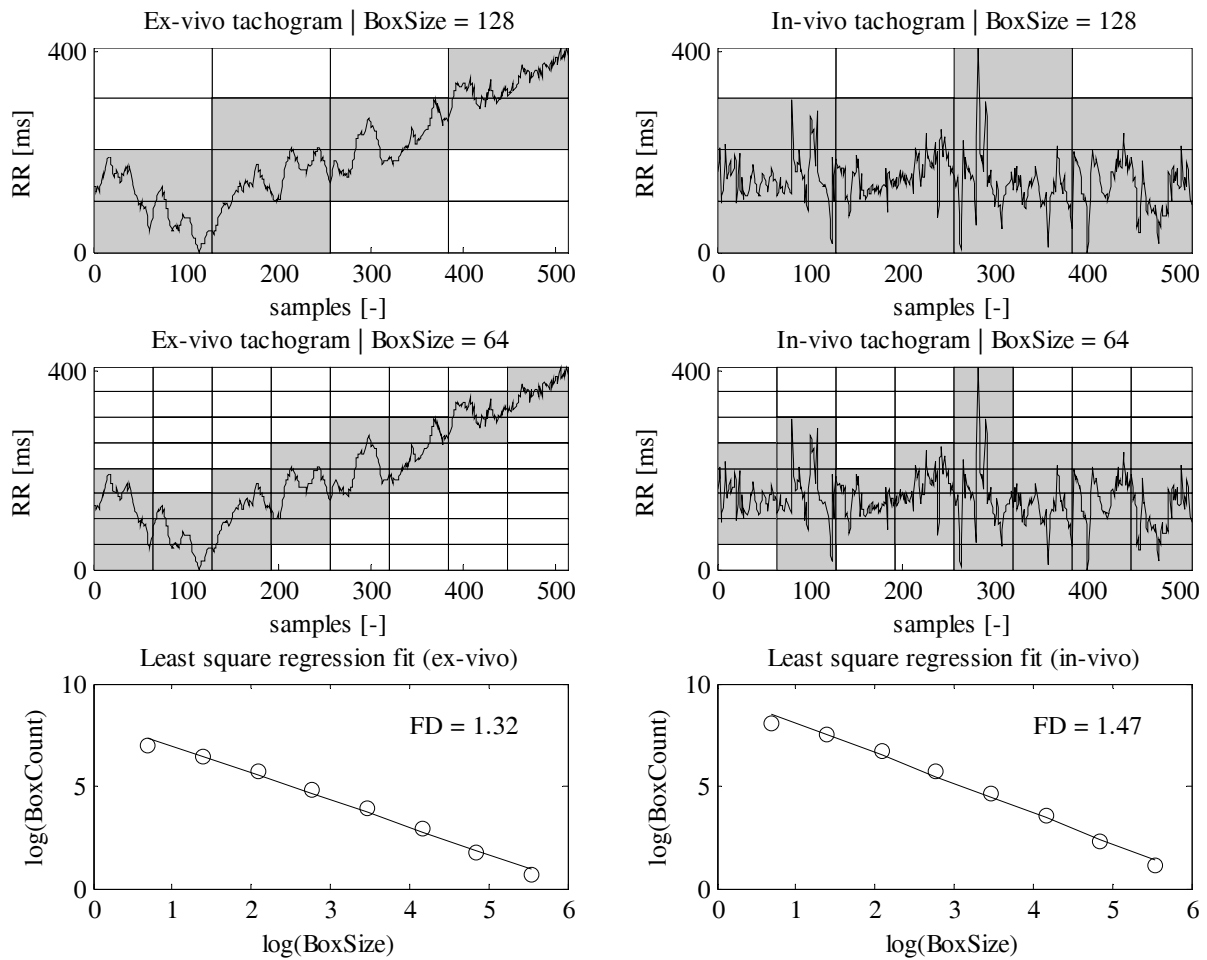 Ex-vivo tachogram | BoxSize = 128
400
RR [ms]
0
0 100 200 300 400 500
samples [-]
In-vivo tachogram | BoxSize = 128
400
RR [ms]
0
0 100 200 300 400 500
samples [-]
Ex-vivo tachogram | BoxSize = 64
400
RR [ms]
0
0 100 200 300 400 500
samples [-]
In-vivo tachogram | BoxSize = 64
400
RR [ms]
0
0 100 200 300 400 500
samples [-]
Least square regression fit (ex-vivo)
10
FD = 1.32
log(BoxCount)
5
0
0 1 2 3 4 5 6
log(BoxSize)
Least square regression fit (in-vivo)
10
FD = 1.47
log(BoxCount)
5
0
0 1 2 3 4 5 6
log(BoxSize)